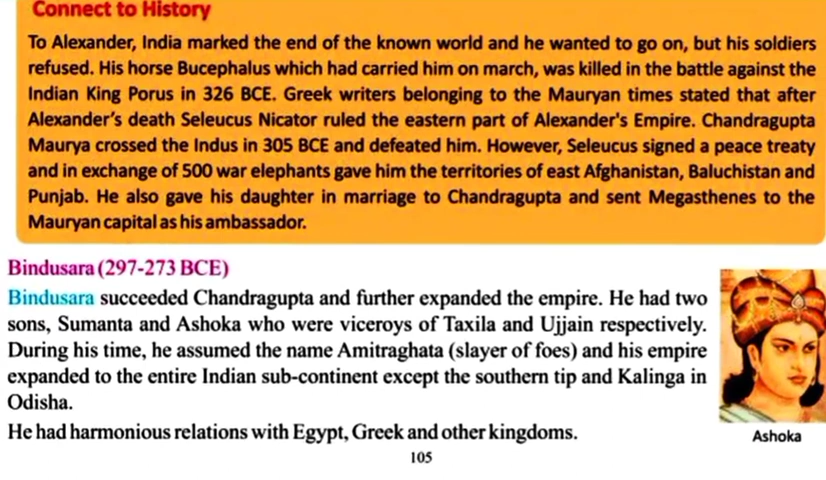 Connect to History
To Alexander, India marked the end of the known world and he wanted to go on, but his soldiers
refused. His horse Bucephalus which had carried him on march, was killed in the battle against the
Indian King Porus in 326 BCE. Greek writers belonging to the Mauryan times stated that after
Alexander's death Seleucus Nicator ruled the eastern part of Alexander's Empire. Chandragupta
Maurya crossed the Indus in 305 BCE and defeated him. However, Seleucus signed a peace treaty
and in exchange of 500 war elephants gave him the territories of east Afghanistan, Baluchistan and
Punjab. He also gave his daughter in marriage to Chandragupta and sent Megasthenes to the
Mauryan capital as his ambassador.
Bindusara (297-273 BCE)
Bindusara succeeded Chandragupta and further expanded the empire. He had two
sons, Sumanta and Ashoka who were viceroys of Taxila and Ujjain respectively.
During his time, he assumed the name Amitraghata (slayer of foes) and his empire
expanded to the entire Indian sub-continent except the southern tip and Kalinga in
Odisha.
He had harmonious relations with Egypt, Greek and other kingdoms.
Ashoka
105